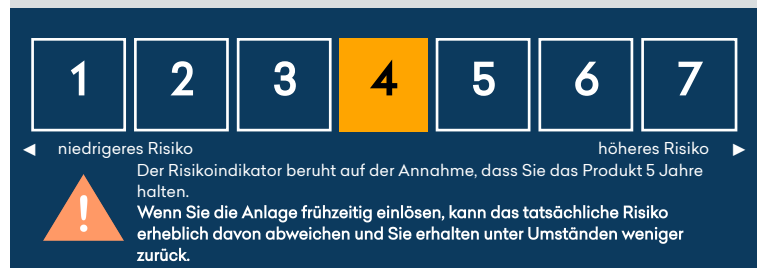 1 2 3 4 5 6 7
◄ niedrigeres Risiko höheres Risiko ►
Der Risikoindikator beruht auf der Annahme, dass Sie das Produkt 5 Jahre
halten.
Wenn Sie die Anlage frühzeitig einlösen, kann das tatsächliche Risiko
erheblich davon abweichen und Sie erhalten unter Umständen weniger
zurück.